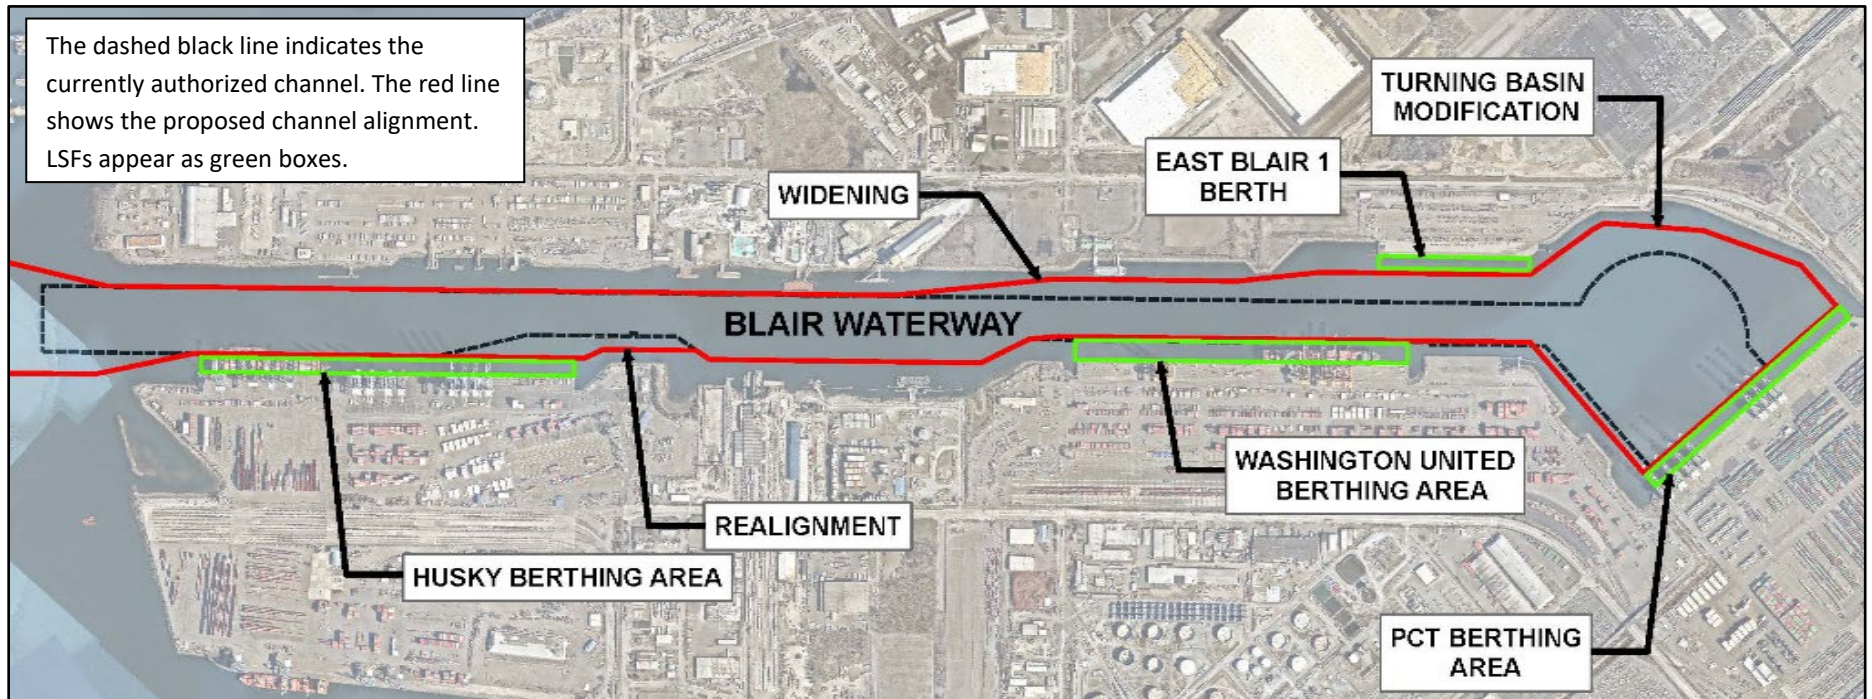 The dashed black line indicates the
currently authorized channel. The red line
shows the proposed channel alignment.
LSFs appear as green boxes.
TURNING BASIN
MODIFICATION
EAST BLAIR 1
BERTH
WIDENING
BLAIR WATERWAY
WASHINGTON UNITED
BERTHING AREA
REALIGNMENT
HUSKY BERTHING AREA
PCT BERTHING
AREA